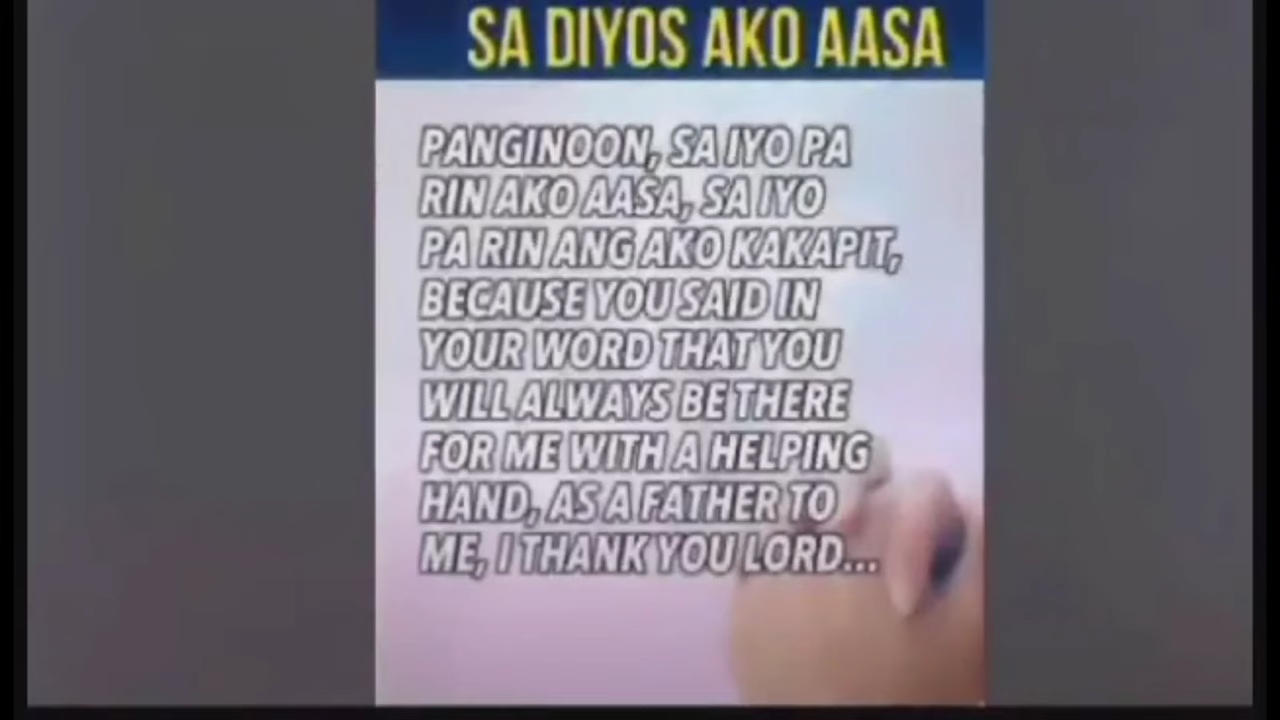 SA DIYOS AKO AASA
PANGINOON, SA IYO PA
RIN AKO AASA, SA IYO
PA RIN ANG AKO KAKAPIT,
BECAUSE YOU SAID IN
YOUR WORD THAT YOU
WILL ALWAYS BE THERE
FOR ME WITH A HELPING
HAND, AS A FATHER TO
ME, I THANK YOU LORD...